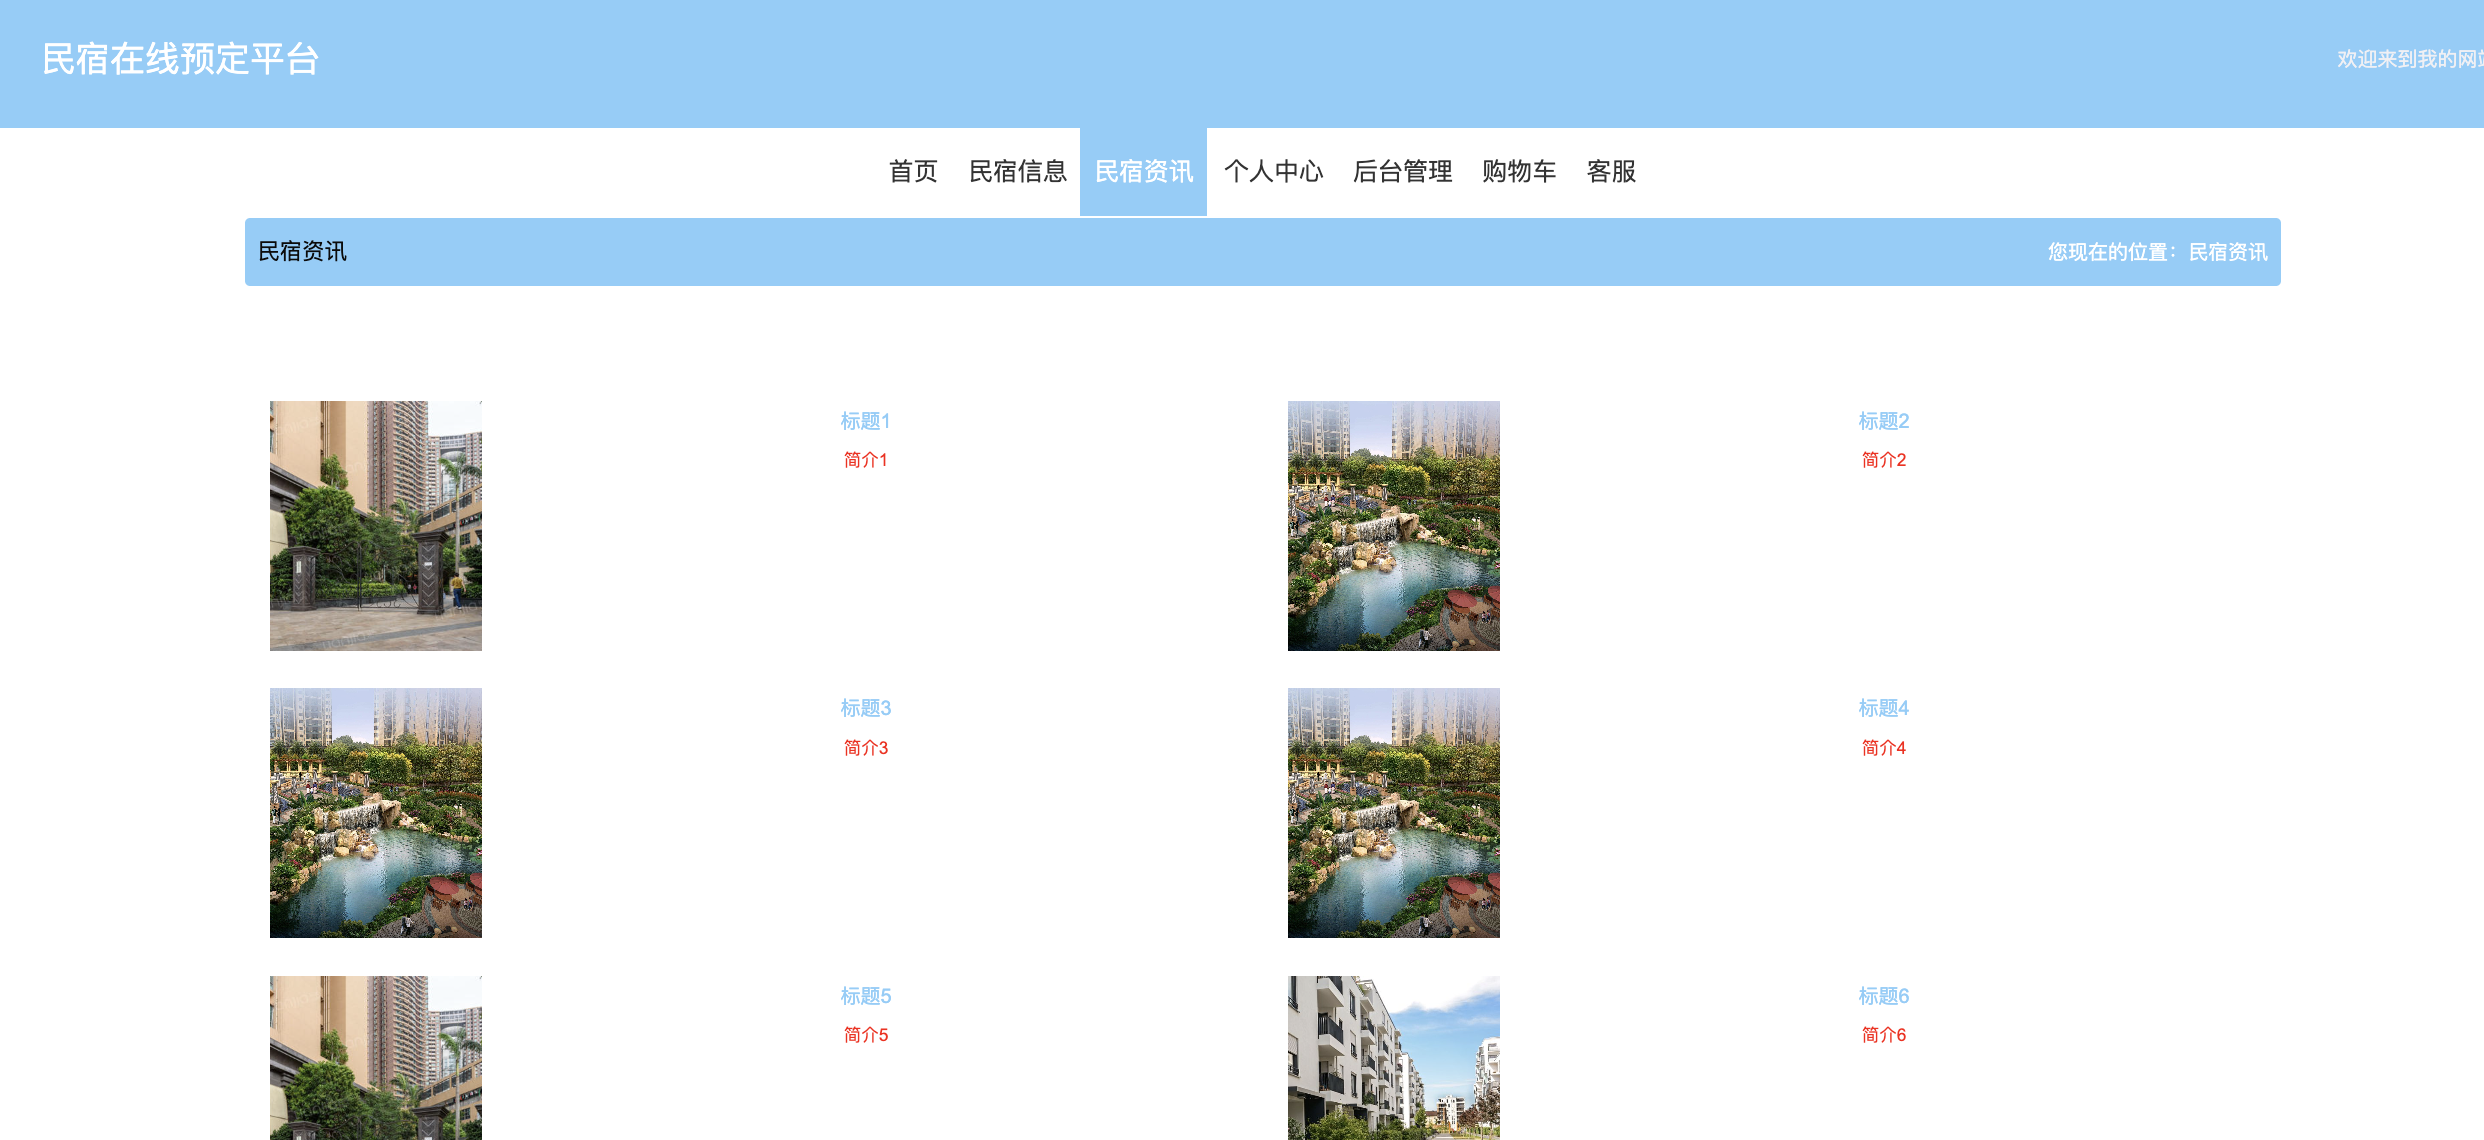 民宿在线预定平台
欢迎来到我的网站
首页 民宿信息 民宿资讯 个人中心 后台管理 购物车 客服
民宿资讯
您现在的位置：民宿资讯
标题1
简介1
标题2
简介2
标题3
简介3
标题4
简介4
标题5
简介5
标题6
简介6